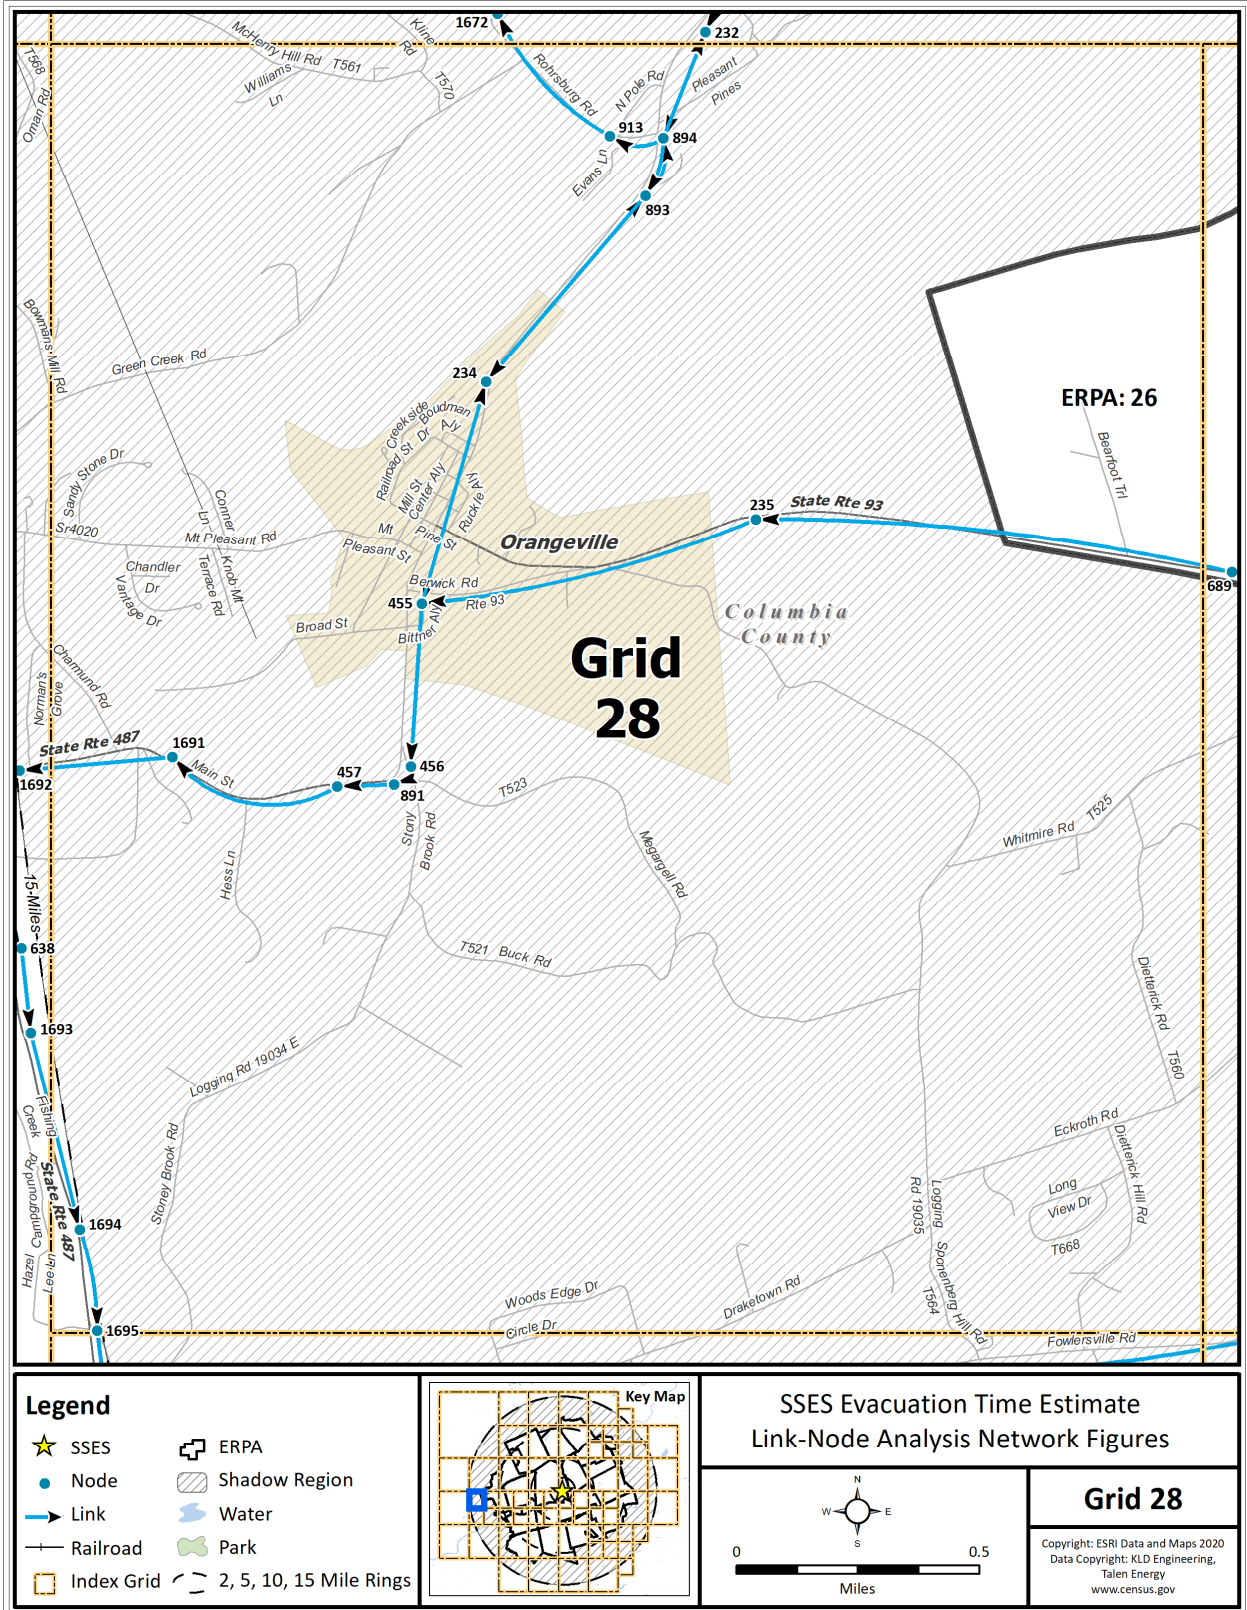 1672
232
McHenry Hill Rd T561
Kline
Rd
T568
Williams
Ln
T570
Oman Rd
Rohrsburg Rd
N Pole Rd
Pleasant
Pines
913
894
Evans Ln
893
Bowmans Mill Rd
Green Creek Rd
234
ERPA: 26
Creekside
Dr
Boudman
Aly
Railroad St
Mill St
Center Aly
Ruckle
Aly
Bearfoot Trl
Sandy Stone Dr
Conner
Ln
235
State Rte 93
Sr4020
Mt Pleasant Rd
Mt
Pleasant St
Pine St
Orangeville
Chandler
Dr
Vantage Dr
Terrace Rd
Knob Mt
Berwick Rd
455
Rte 93
689
Broad St
Bittner Aly
Columbia
County
Grid
28
Charmund Rd
Norman's
Grove
State Rte 487
1691
1692
Main St
457
456
891
T523
Stony
Brook Rd
Hess Ln
Megargell Rd
Whitmire Rd
T525
15-Miles
638
T521 Buck Rd
Dietterick Rd
T560
1693
Logging Rd 19034 E
Fishing
Creek
Eckroth Rd
Dietterick Hill Rd
Stoney Brook Rd
State Rte 487
Campground Rd
Hazel
Lee Ln
1694
Logging
Rd 19035
Long
View Dr
T668
Sponenberg Hill Rd
T564
Woods Edge Dr
Draketown Rd
Circle Dr
1695
Fowlersville Rd
Legend
SSES
ERPA
Node
Shadow Region
Link
Water
Railroad
Park
Index Grid
2, 5, 10, 15 Mile Rings
Key Map
SSES Evacuation Time Estimate
Link-Node Analysis Network Figures
N
W E
S
0 0.5
Miles
Grid 28
Copyright: ESRI Data and Maps 2020
Data Copyright: KLD Engineering,
Talen Energy
www.census.gov